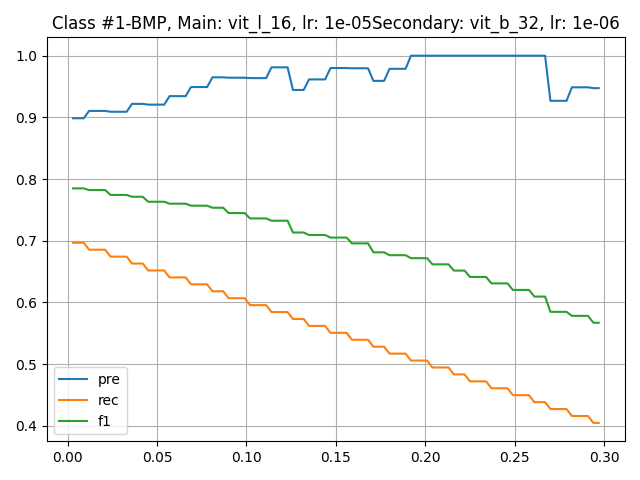 Class #1-BMP, Main: vit_l_16, lr: 1e-05Secondary: vit_b_32, lr: 1e-06
1.0
0.9
0.8
0.7
0.6
0.5
0.4
pre
rec
f1
0.00 0.05 0.10 0.15 0.20 0.25 0.30